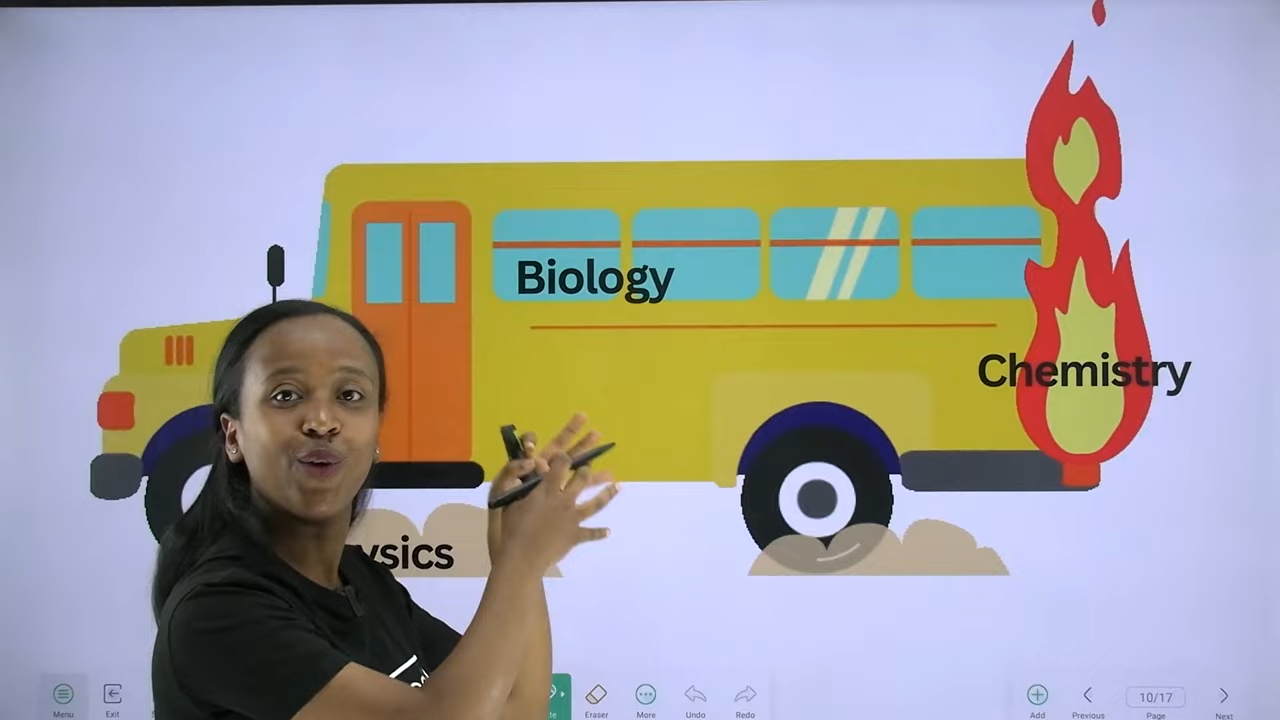 Biology
Chemistry
ysics
Menu
Exit
Eraser
More
Undo
Redo
Add
Previous
10/17
Page
Next